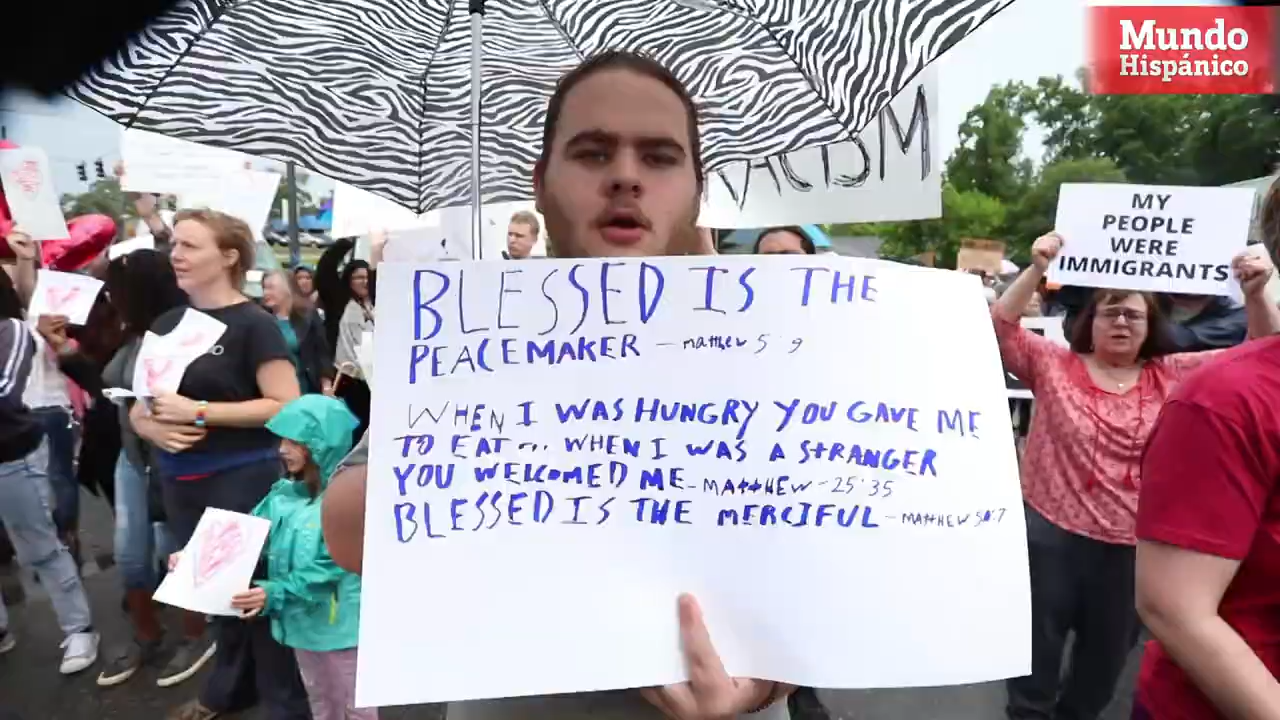 Mundo
Hispánico
ACISM
MY
PEOPLE
WERE
IMMIGRANTS
BLESSED IS THE
PEACEMAKER - matthew 5:9
WHEN I WAS HUNGRY YOU GAVE ME
TO EAT ... WHEN I WAS A STRANGER
YOU WELCOMED ME - MATTHEW - 25:35
BLESSED IS THE MERCIFUL - MATTHEW 5:7